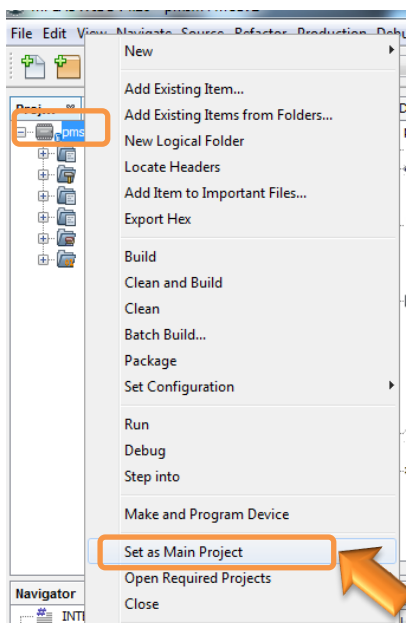 File Edit View Navigate Source Refactor Production Debu
New
Proj...
pms
Add Existing Item...
Add Existing Items from Folders...
New Logical Folder
Locate Headers
Add Item to Important Files...
Export Hex
Build
Clean and Build
Clean
Batch Build...
Package
Set Configuration
Run
Debug
Step into
Make and Program Device
Set as Main Project
Open Required Projects
Close
Navigator